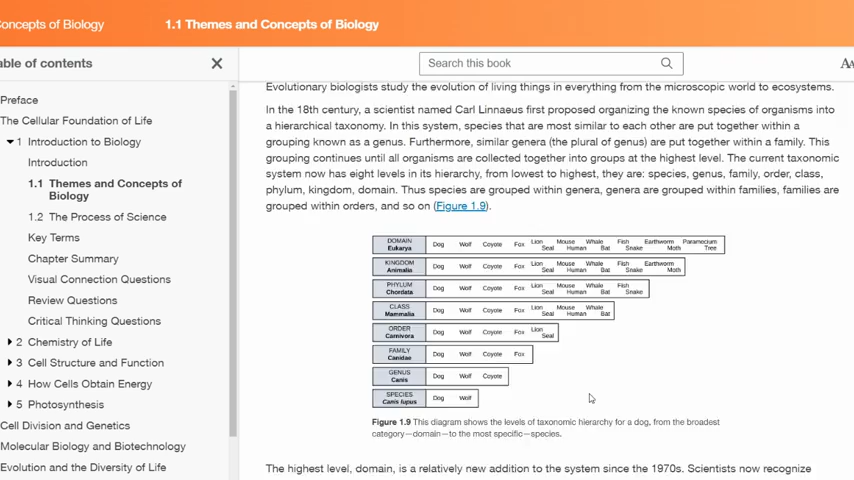 oncepts of Biology
1.1 Themes and Concepts of Biology
able of contents
Search this book
Preface
The Cellular Foundation of Life
1 Introduction to Biology
Introduction
1.1 Themes and Concepts of
Biology
1.2 The Process of Science
Key Terms
Chapter Summary
Visual Connection Questions
Review Questions
Critical Thinking Questions
2 Chemistry of Life
3 Cell Structure and Function
4 How Cells Obtain Energy
5 Photosynthesis
Cell Division and Genetics
Molecular Biology and Biotechnology
Evolution and the Diversity of Life
Evolutionary biologists study the evolution of living things in everything from the microscopic world to ecosystems.
In the 18th century, a scientist named Carl Linnaeus first proposed organizing the known species of organisms into
a hierarchical taxonomy. In this system, species that are most similar to each other are put together within a
grouping known as a genus. Furthermore, similar genera (the plural of genus) are put together within a family. This
grouping continues until all organisms are collected together into groups at the highest level. The current taxonomic
system now has eight levels in its hierarchy, from lowest to highest, they are: species, genus, family, order, class,
phylum, kingdom, domain. Thus species are grouped within genera, genera are grouped within families, families are
grouped within orders, and so on (Figure 1.9).
DOMAIN
Eukarya
Dog Wolf Coyote Fox Lion Seal Mouse Human Whale Bat Fish Snake Earthworm Moth Paramecium Tree
KINGDOM
Animalia
Dog Wolf Coyote Fox Lion Seal Mouse Human Whale Bat Fish Snake Earthworm Moth
PHYLUM
Chordata
Dog Wolf Coyote Fox Lion Seal Mouse Human Whale Bat Fish Snake
CLASS
Mammalia
Dog Wolf Coyote Fox Lion Seal Mouse Human Whale Bat
ORDER
Carnivora
Dog Wolf Coyote Fox Lion Seal
FAMILY
Canidae
Dog Wolf Coyote Fox
GENUS
Canis
Dog Wolf Coyote
SPECIES
Canis lupus
Dog Wolf
Figure 1.9 This diagram shows the levels of taxonomic hierarchy for a dog, from the broadest
category—domain—to the most specific—species.
The highest level, domain, is a relatively new addition to the system since the 1970s. Scientists now recognize